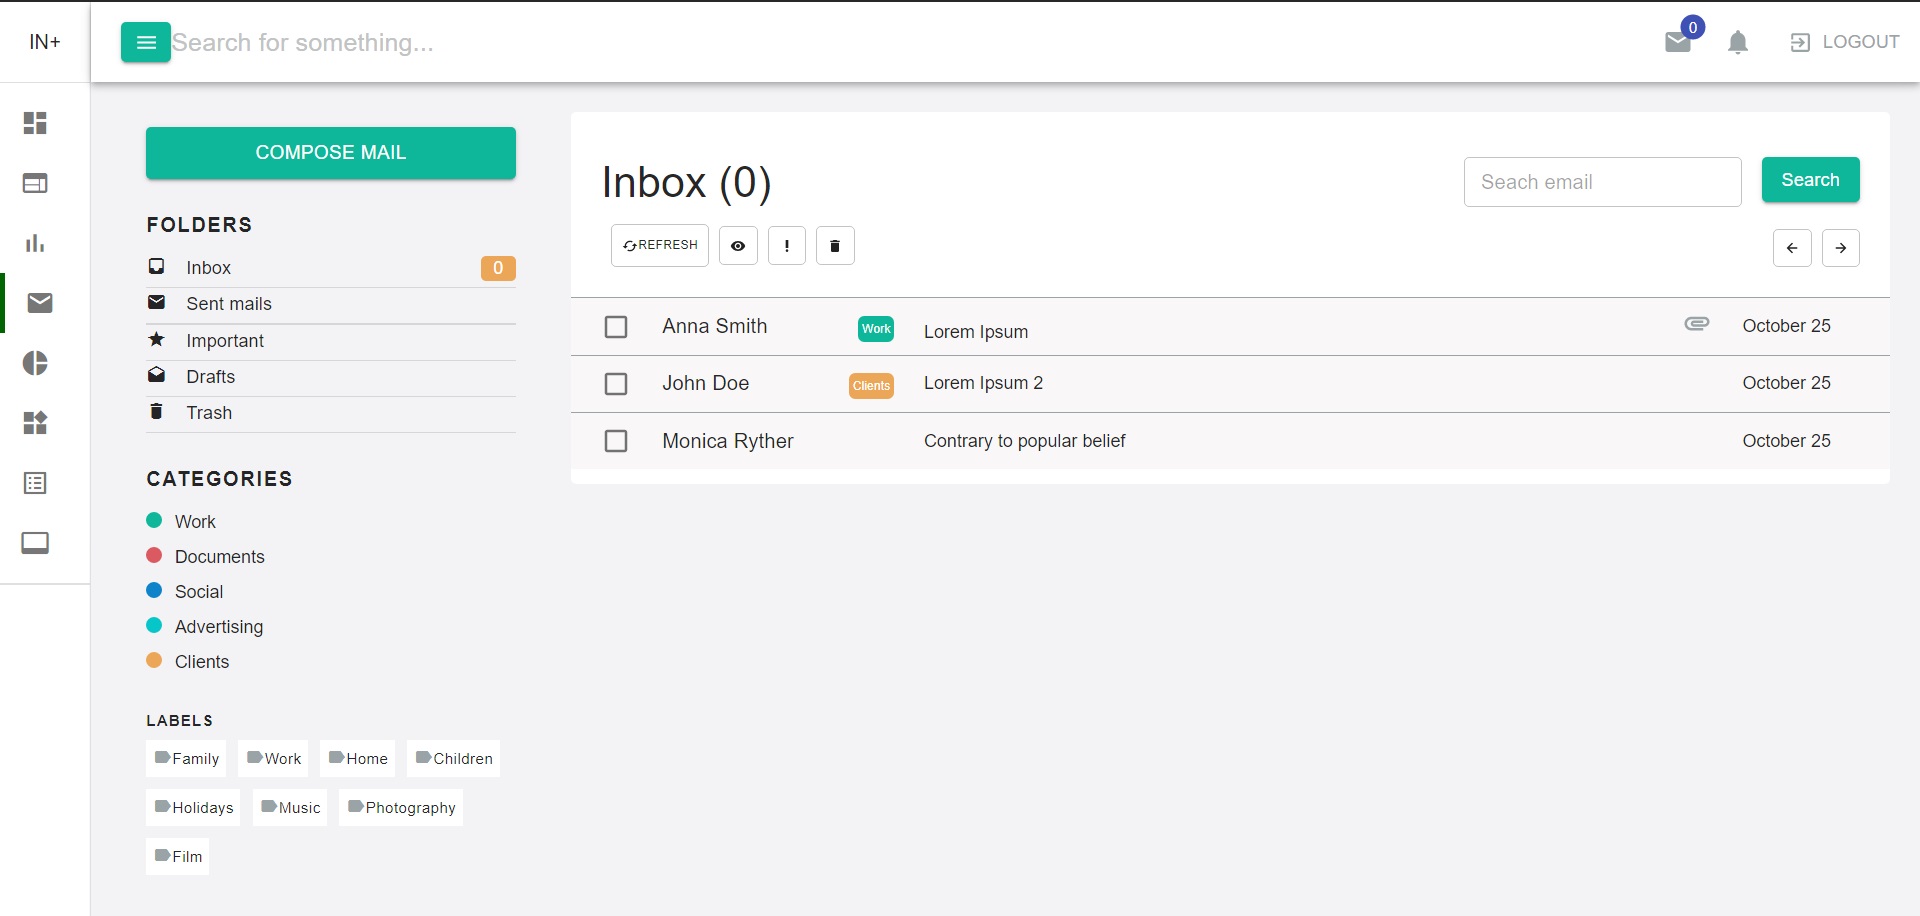 IN+
Search for something...
0
LOGOUT
COMPOSE MAIL
FOLDERS
Inbox 0
Sent mails
Important
Drafts
Trash
CATEGORIES
Work
Documents
Social
Advertising
Clients
LABELS
Family Work Home Children
Holidays Music Photography
Film
Inbox (0)
Seach email
Search
REFRESH
Anna Smith Work Lorem Ipsum October 25
John Doe Clients Lorem Ipsum 2 October 25
Monica Ryther Contrary to popular belief October 25